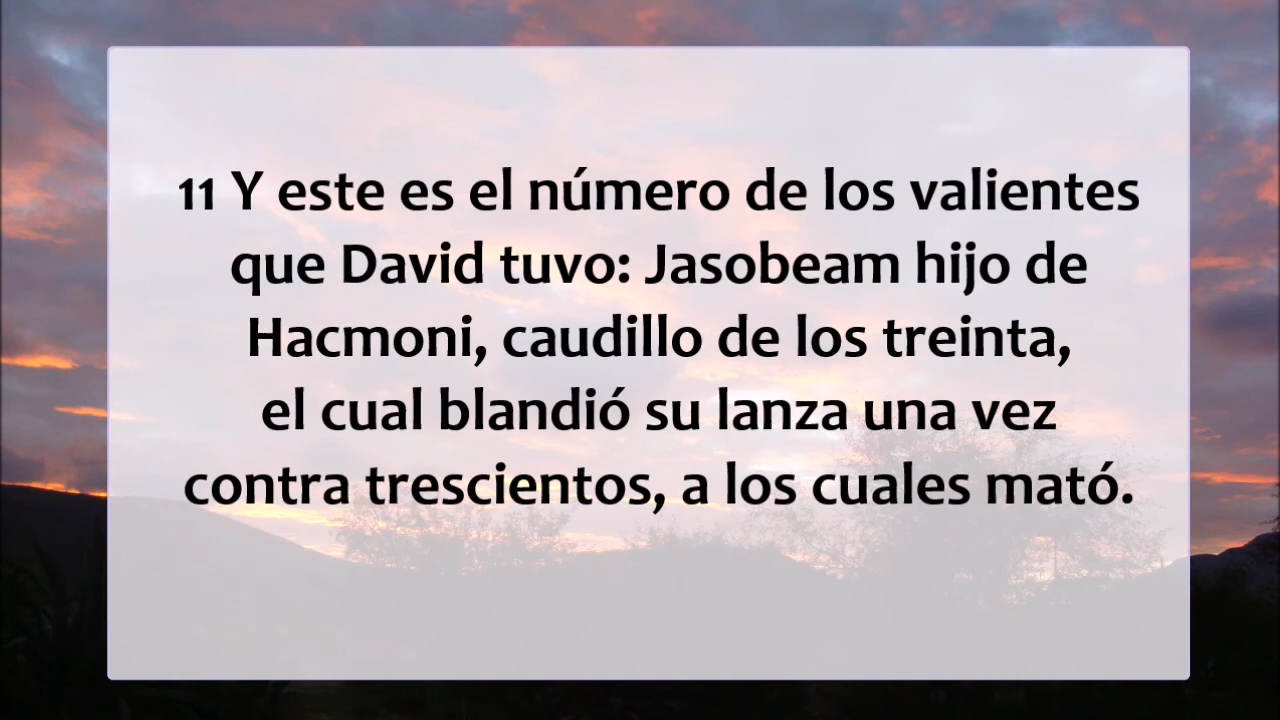 11 Y este es el número de los valientes
que David tuvo: Jasobeam hijo de
Hacmoni, caudillo de los treinta,
el cual blandió su lanza una vez
contra trescientos, a los cuales mató.